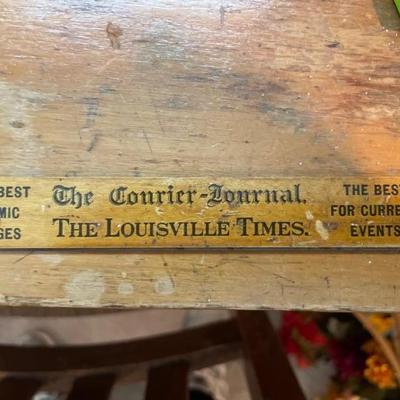 BEST
MIC
GES
The Courier-Journal.
THE LOUISVILLE TIMES.
THE BEST
FOR CURRE
EVENTS